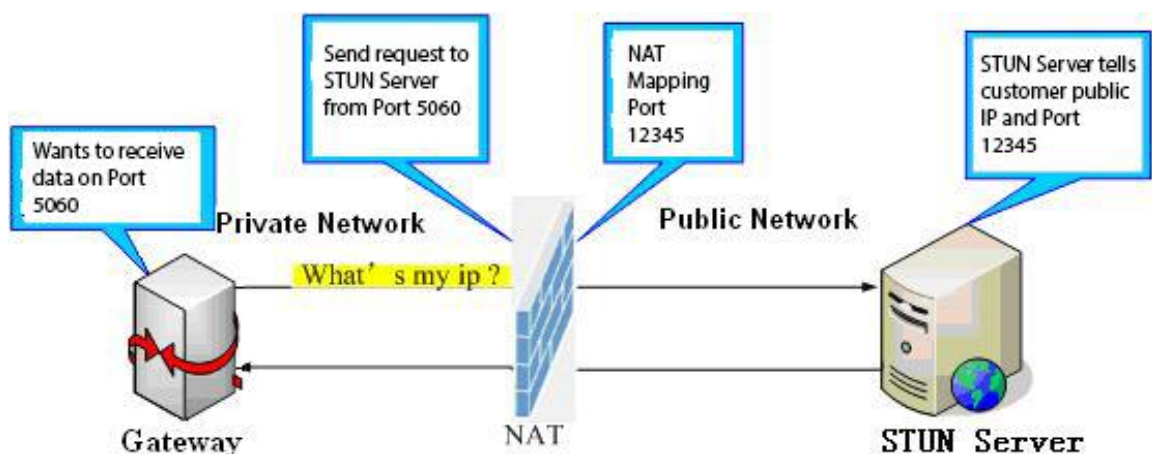 Send request to
STUN Server
from Port 5060
NAT
Mapping
Port
12345
STUN Server tells
customer public
IP and Port
12345
Wants to receive
data on Port
5060
Private Network
Public Network
What's my ip ?
Gateway
NAT
STUN Server